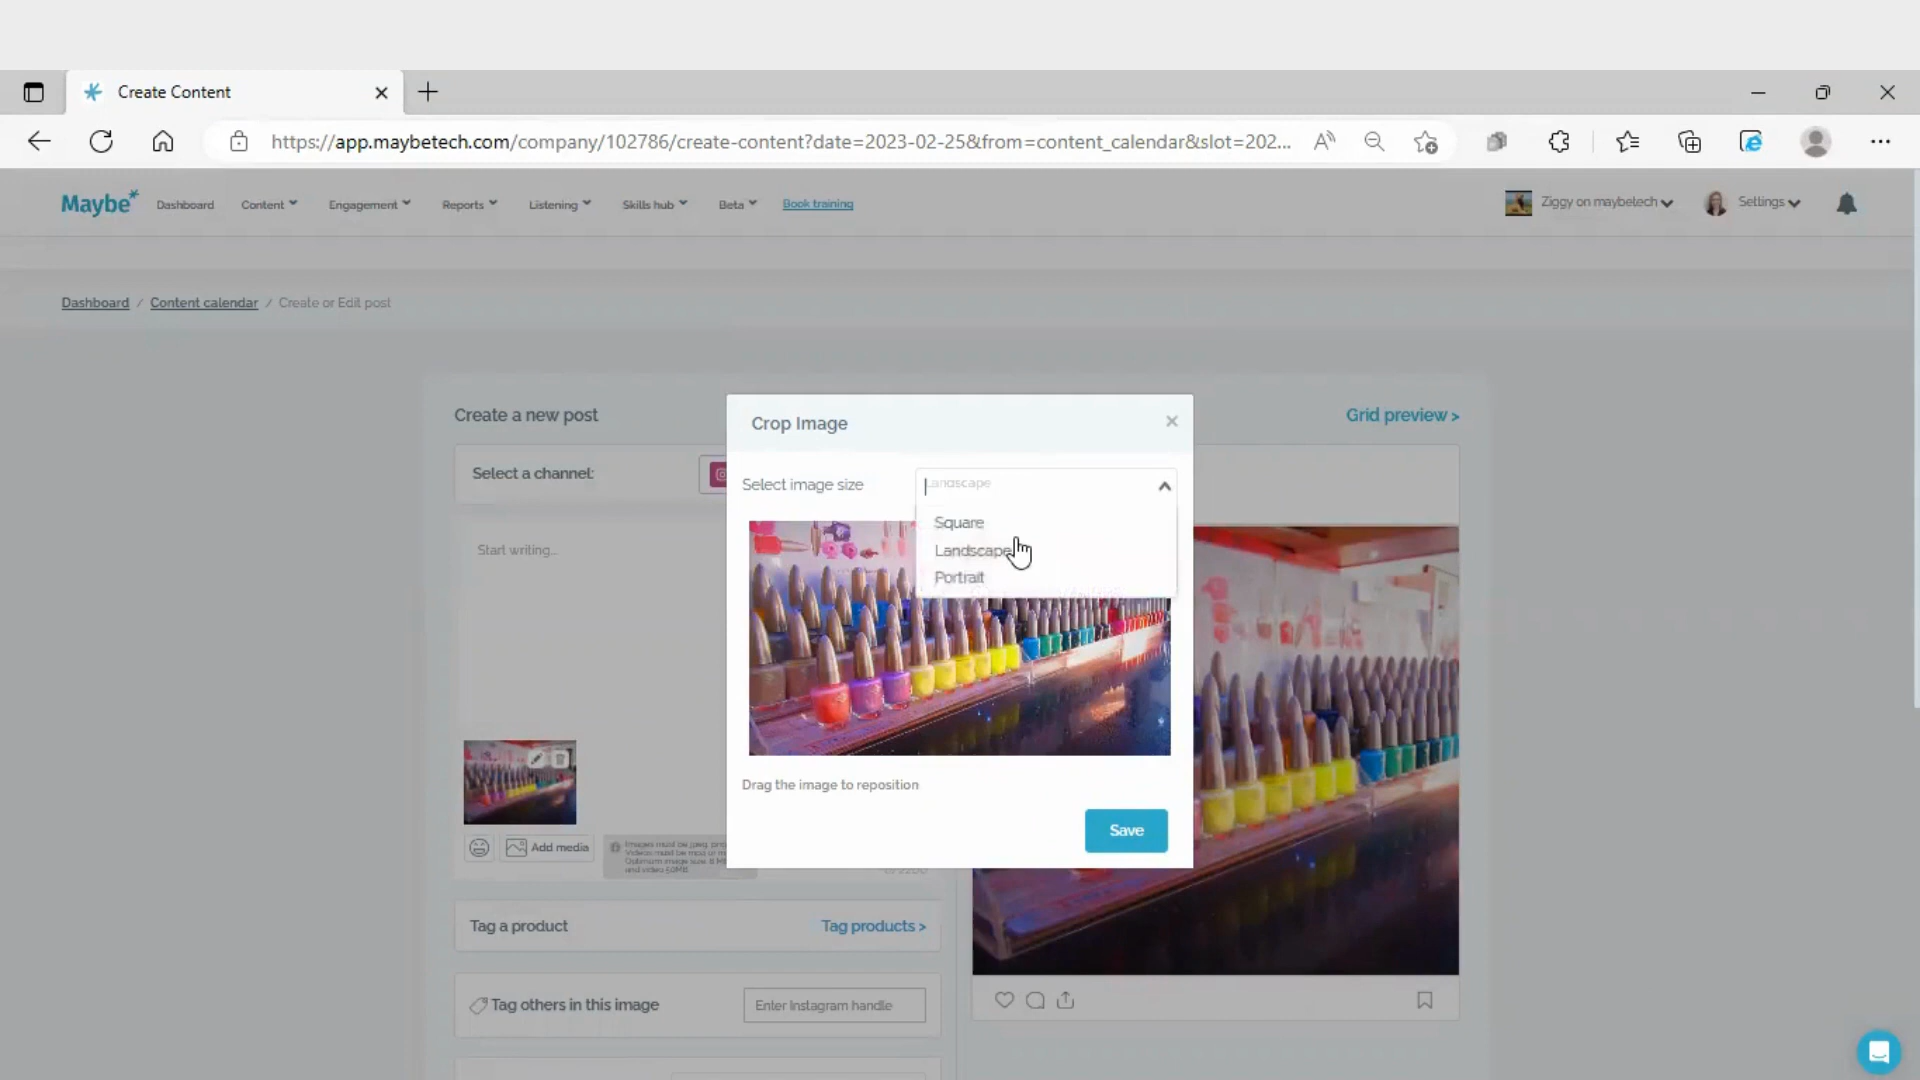 Create Content
https://app.maybetech.com/company/102786/create-content?date=2023-02-25&from=content_calendar&slot=202...
Maybe*
Dashboard
Content
Engagement
Reports
Listening
Skills hub
Beta
Book training
Ziggy on maybetech
Settings
Dashboard / Content calendar / Create or Edit post
Create a new post
Grid preview >
Select a channel:
Crop Image
Select image size
Landscape
Square
Landscape
Portrait
Start writing...
Drag the image to reposition
Save
Add media
Images must be jpeg, pn
Videos must be mp4 or m
Optimum image size: 8 M
and video 50MB
Tag a product
Tag products >
Tag others in this image
Enter Instagram handle